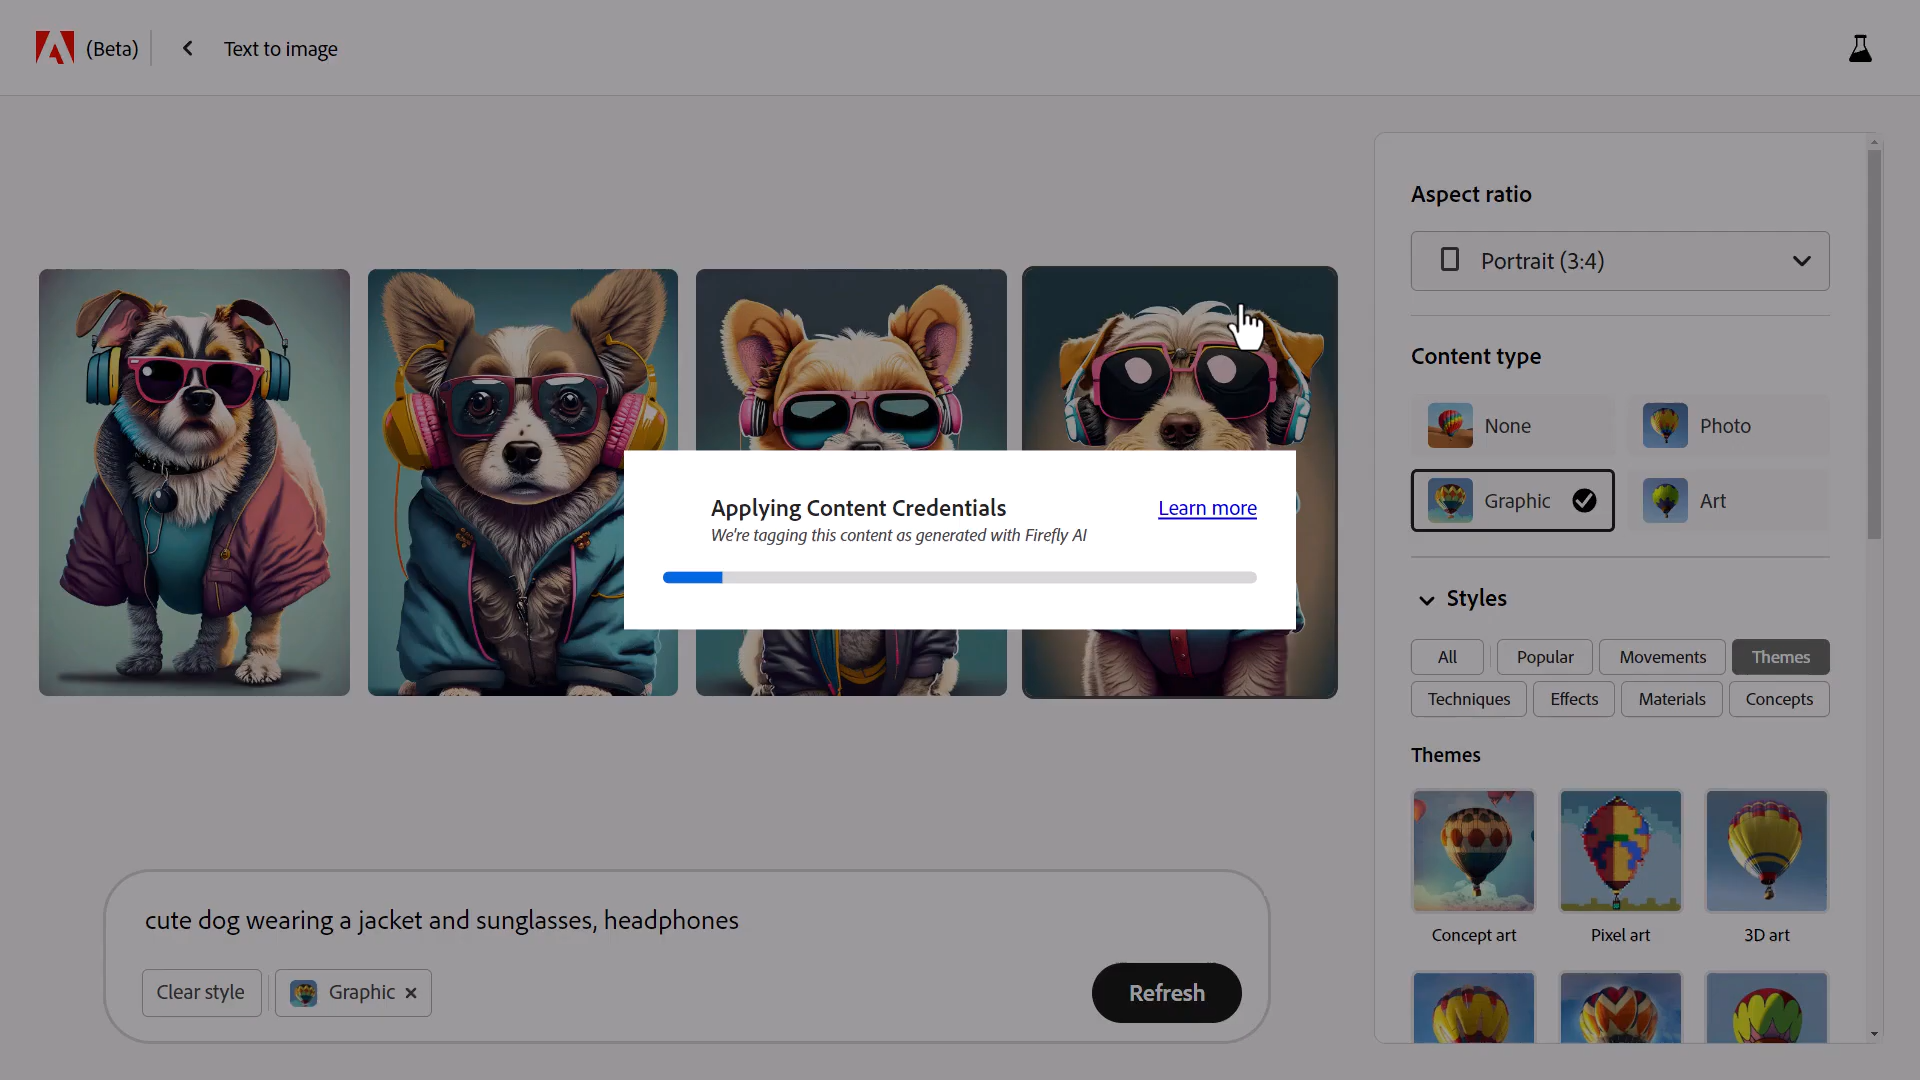 (Beta)
Text to image
Aspect ratio
Portrait (3:4)
Content type
None
Photo
Graphic
Art
Styles
All
Popular
Movements
Themes
Techniques
Effects
Materials
Concepts
Themes
Concept art
Pixel art
3D art
Applying Content Credentials
Learn more
We're tagging this content as generated with Firefly AI
cute dog wearing a jacket and sunglasses, headphones
Clear style
Graphic
Refresh